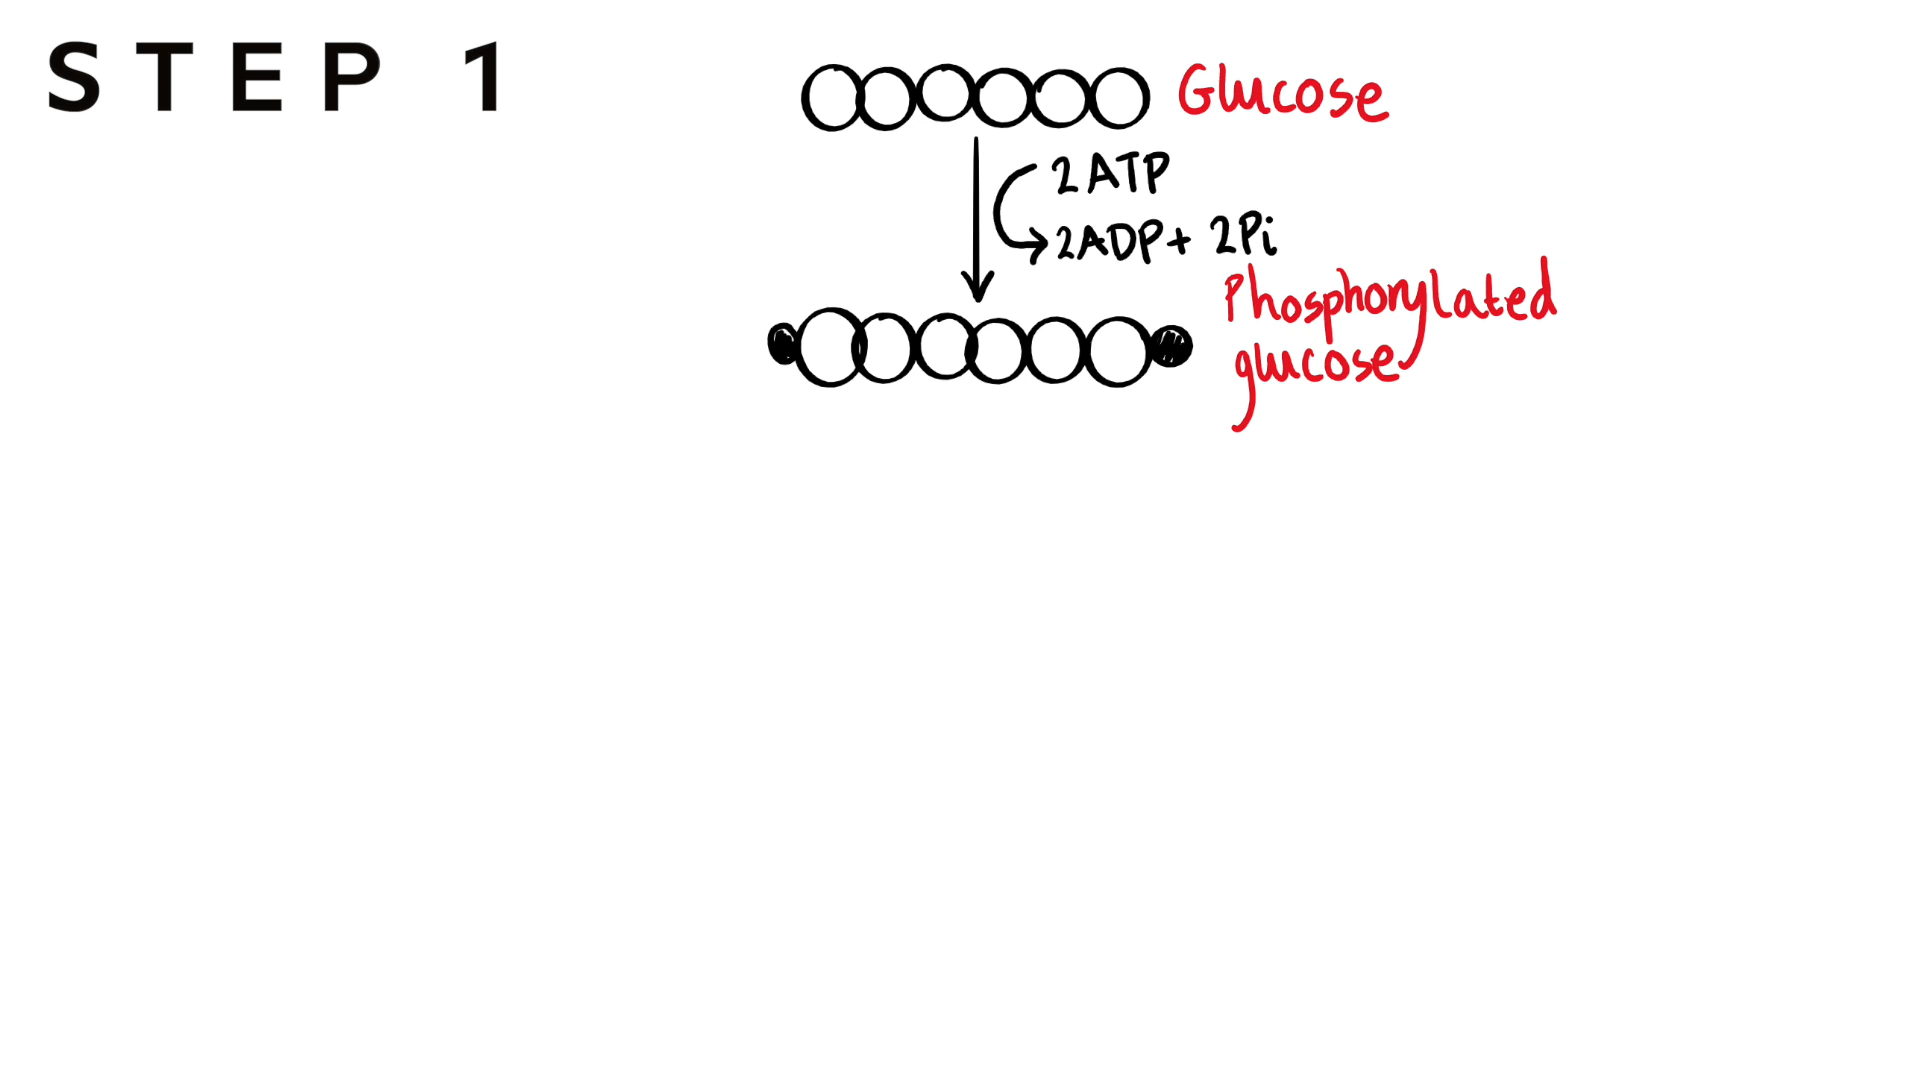 STEP 1
Glucose
2ATP
2ADP+ 2Pi
Phosphorylated
glucose